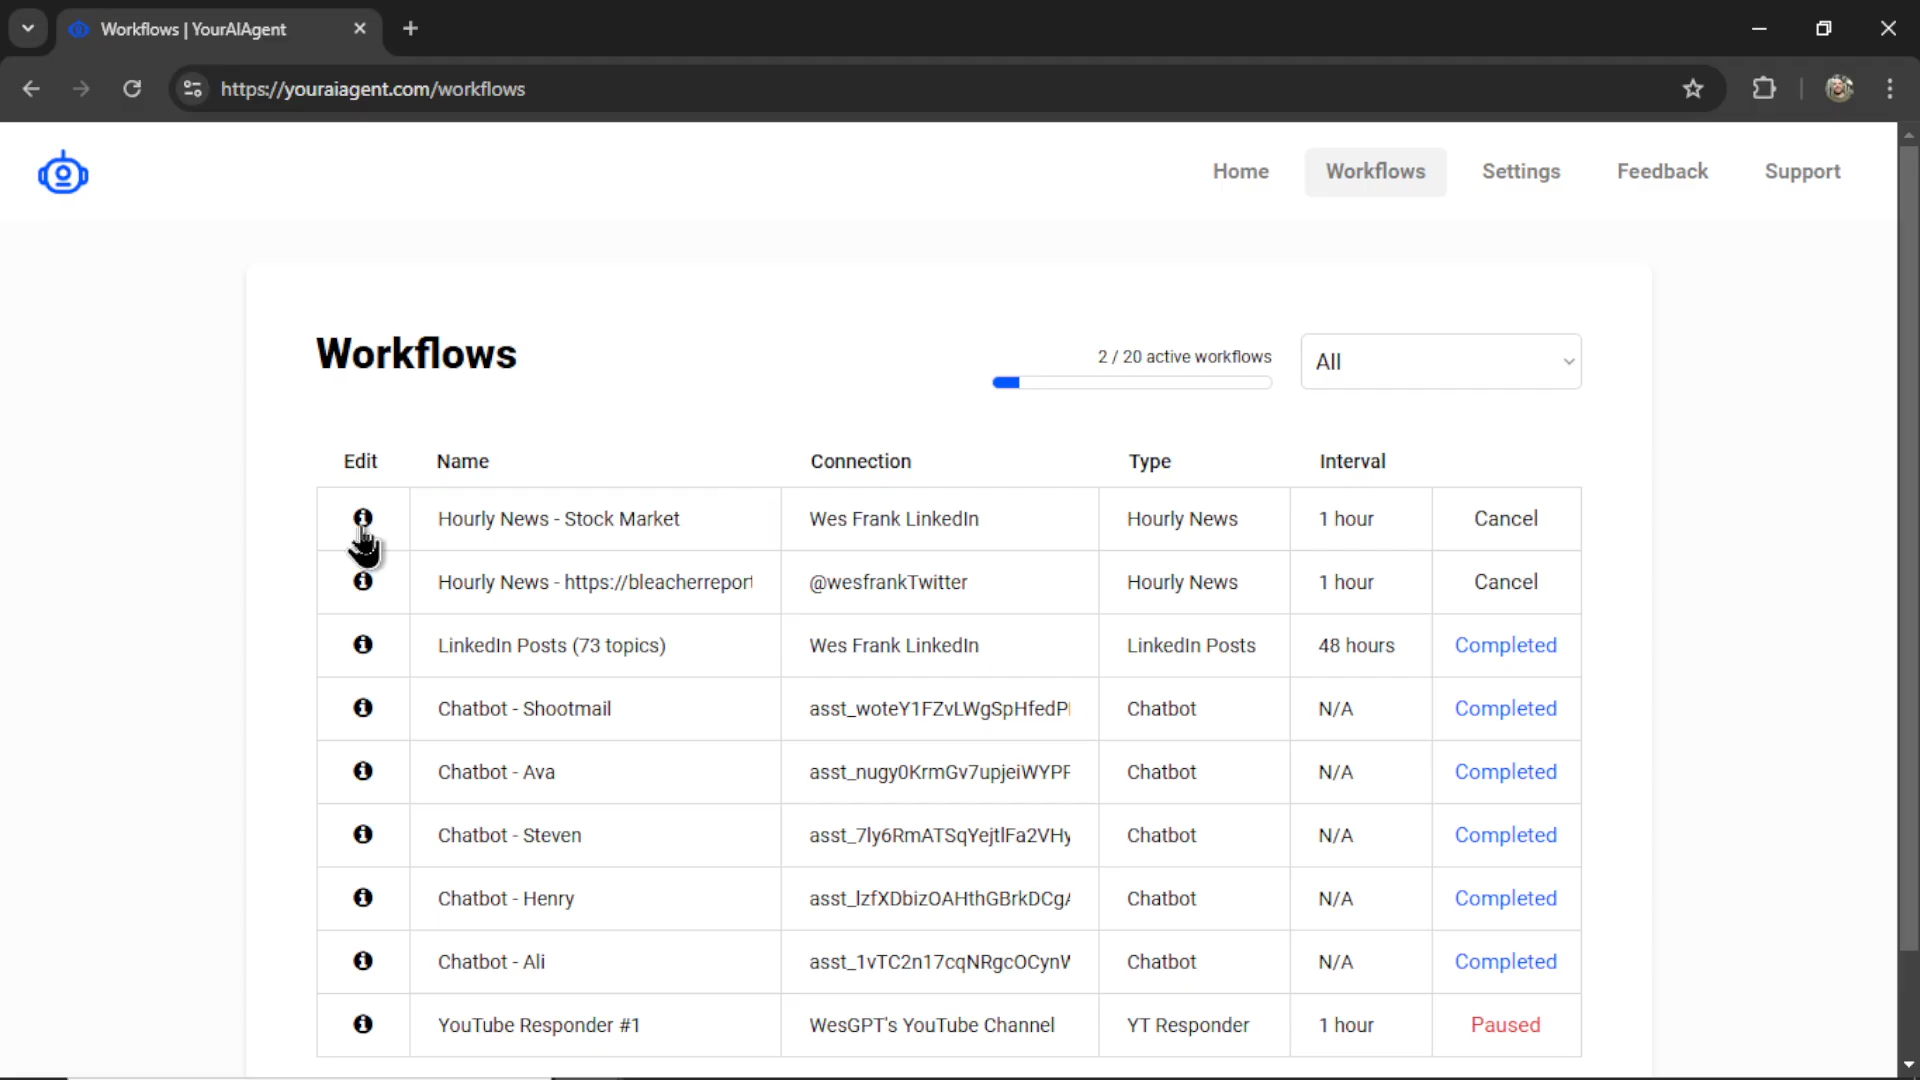 Workflows | YourAIAgent
https://youraiagent.com/workflows
Home Workflows Settings Feedback Support
Workflows
2 / 20 active workflows
All
Edit Name Connection Type Interval
Hourly News - Stock Market Wes Frank LinkedIn Hourly News 1 hour Cancel
Hourly News - https://bleacherreport @wesfrankTwitter Hourly News 1 hour Cancel
LinkedIn Posts (73 topics) Wes Frank LinkedIn LinkedIn Posts 48 hours Completed
Chatbot - Shootmail asst_woteY1FZvLWgSpHfedP Chatbot N/A Completed
Chatbot - Ava asst_nugy0KrmGv7upjeiWYPF Chatbot N/A Completed
Chatbot - Steven asst_7ly6RmATSqYejtlFa2VHy Chatbot N/A Completed
Chatbot - Henry asst_lzfXDbizOAHthGBrkDCg Chatbot N/A Completed
Chatbot - Ali asst_1vTC2n17cqNRgcOCyn Chatbot N/A Completed
YouTube Responder #1 WesGPT's YouTube Channel YT Responder 1 hour Paused